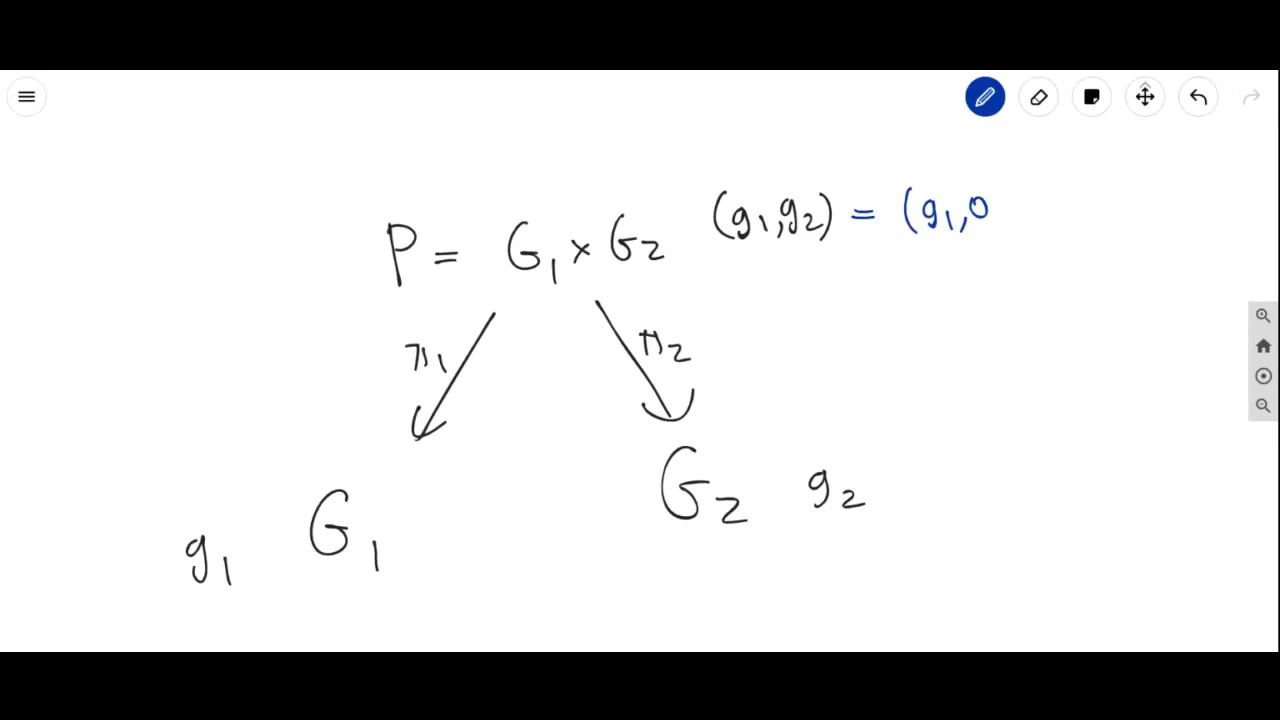 P = G₁ × G₂ (g₁,g₂) = (g₁,0
π₁ π₂
G₂ g₂
g₁ G₁